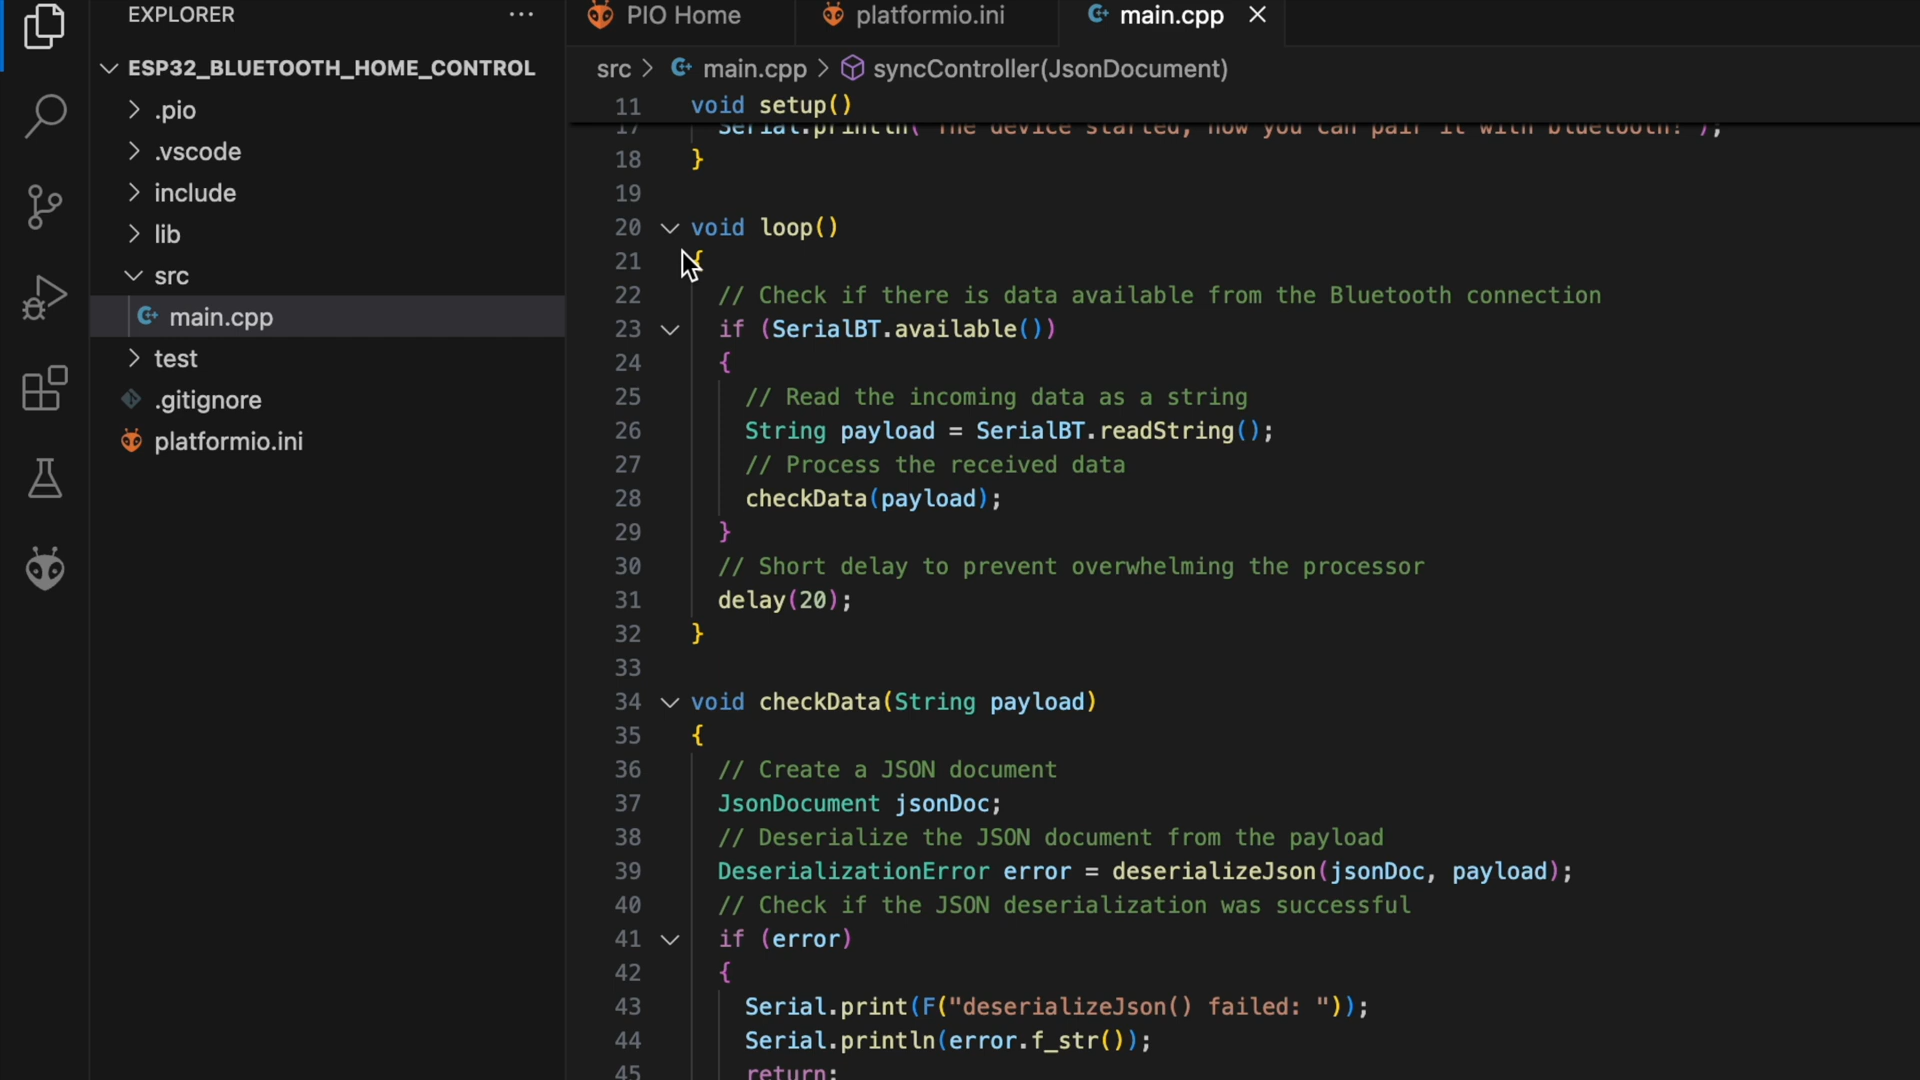 EXPLORER
...
PIO Home
platformio.ini
main.cpp
ESP32_BLUETOOTH_HOME_CONTROL
.pio
.vscode
include
lib
src
main.cpp
test
.gitignore
platformio.ini
src > main.cpp > syncController(JsonDocument)
11 void setup()
17 Serial.println("The device started, now you can pair it with bluetooth!");
18 }
19
20 void loop()
21 {
22 // Check if there is data available from the Bluetooth connection
23 if (SerialBT.available())
24 {
25 // Read the incoming data as a string
26 String payload = SerialBT.readString();
27 // Process the received data
28 checkData(payload);
29 }
30 // Short delay to prevent overwhelming the processor
31 delay(20);
32 }
33
34 void checkData(String payload)
35 {
36 // Create a JSON document
37 JsonDocument jsonDoc;
38 // Deserialize the JSON document from the payload
39 DeserializationError error = deserializeJson(jsonDoc, payload);
40 // Check if the JSON deserialization was successful
41 if (error)
42 {
43 Serial.print(F("deserializeJson() failed: "));
44 Serial.println(error.f_str());
45 return;